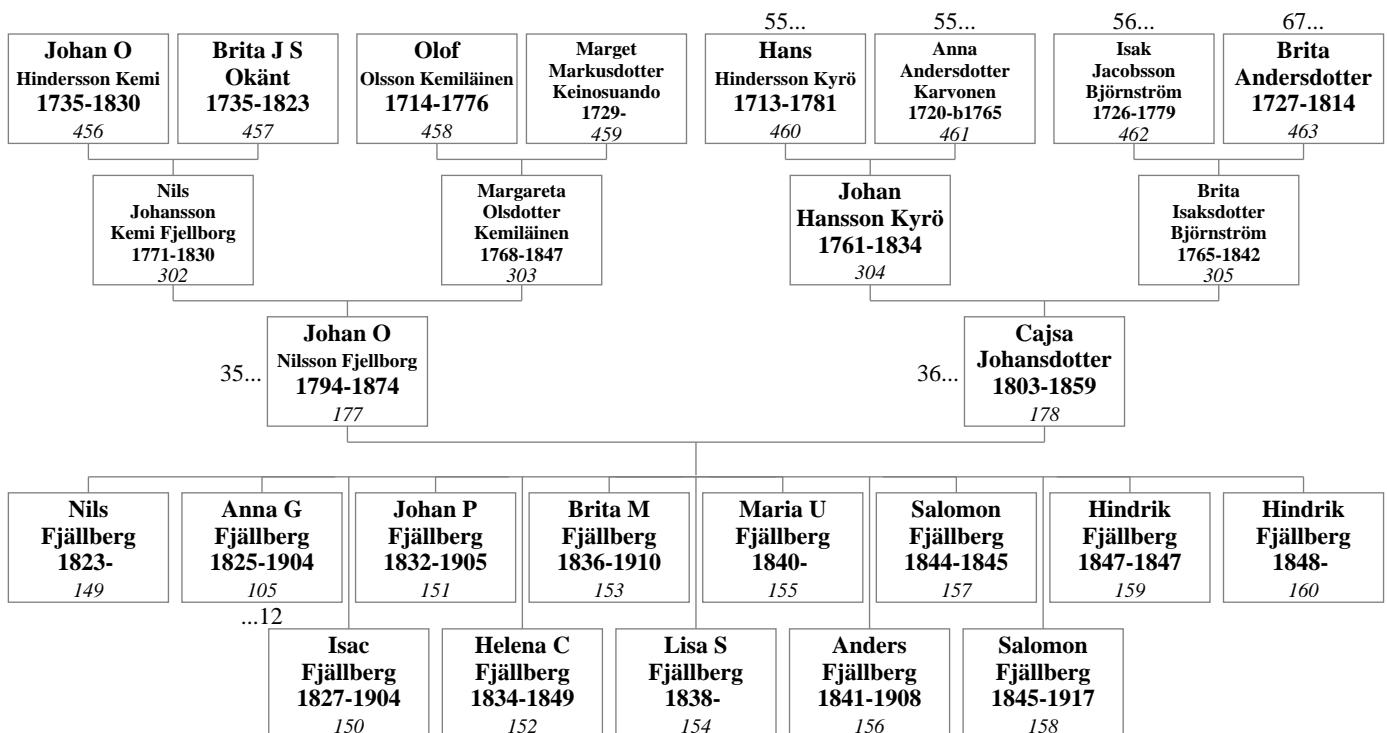 55...
55...
56...
67...
Johan O
Hindersson Kemi
1735-1830
456
Brita J S
Okänt
1735-1823
457
Olof
Olsson Kemiläinen
1714-1776
458
Marget
Markusdotter
Keinosuando
1729-
459
Hans
Hindersson Kyrö
1713-1781
460
Anna
Andersdotter
Karvonen
1720-b1765
461
Isak
Jacobsson
Björnström
1726-1779
462
Brita
Andersdotter
1727-1814
463
Nils
Johansson
Kemi Fjellborg
1771-1830
302
Margareta
Olsdotter
Kemiläinen
1768-1847
303
Johan
Hansson Kyrö
1761-1834
304
Brita
Isaksdotter
Björnström
1765-1842
305
35...
Johan O
Nilsson Fjellborg
1794-1874
177
36...
Cajsa
Johansdotter
1803-1859
178
Nils
Fjällberg
1823-
149
Anna G
Fjällberg
1825-1904
105
...12
Johan P
Fjällberg
1832-1905
151
Brita M
Fjällberg
1836-1910
153
Maria U
Fjällberg
1840-
155
Salomon
Fjällberg
1844-1845
157
Hindrik
Fjällberg
1847-1847
159
Hindrik
Fjällberg
1848-
160
Isac
Fjällberg
1827-1904
150
Helena C
Fjällberg
1834-1849
152
Lisa S
Fjällberg
1838-
154
Anders
Fjällberg
1841-1908
156
Salomon
Fjällberg
1845-1917
158